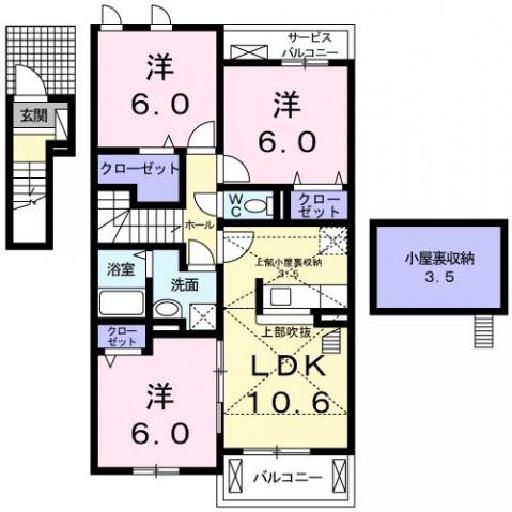 サービス
バルコニー
洋
6.0
洋
6.0
玄関
クローゼット
WC
クロー
ゼット
ホール
上部小屋裏収納
3.5
小屋裏収納
3.5
浴室
洗面
クロー
ゼット
上部吹抜
LDK
10.6
洋
6.0
バルコニー